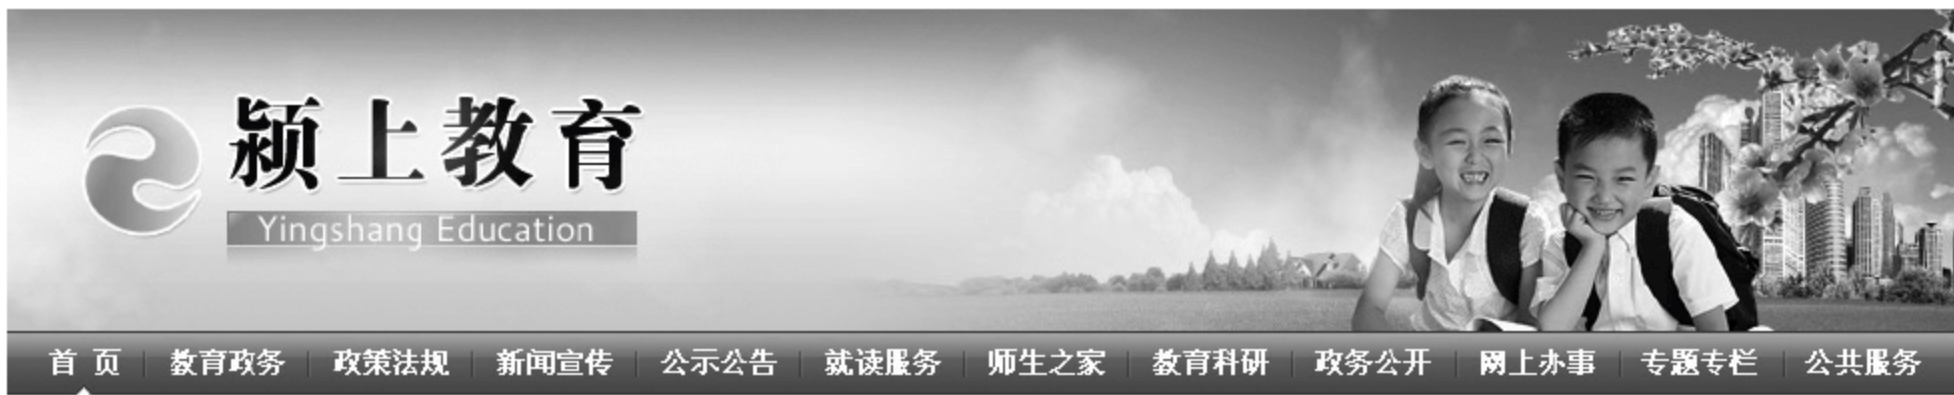 颍上教育
Yingshang Education
首 页 教育政务 政策法规 新闻宣传 公示公告 就读服务 师生之家 教育科研 政务公开 网上办事 专题专栏 公共服务